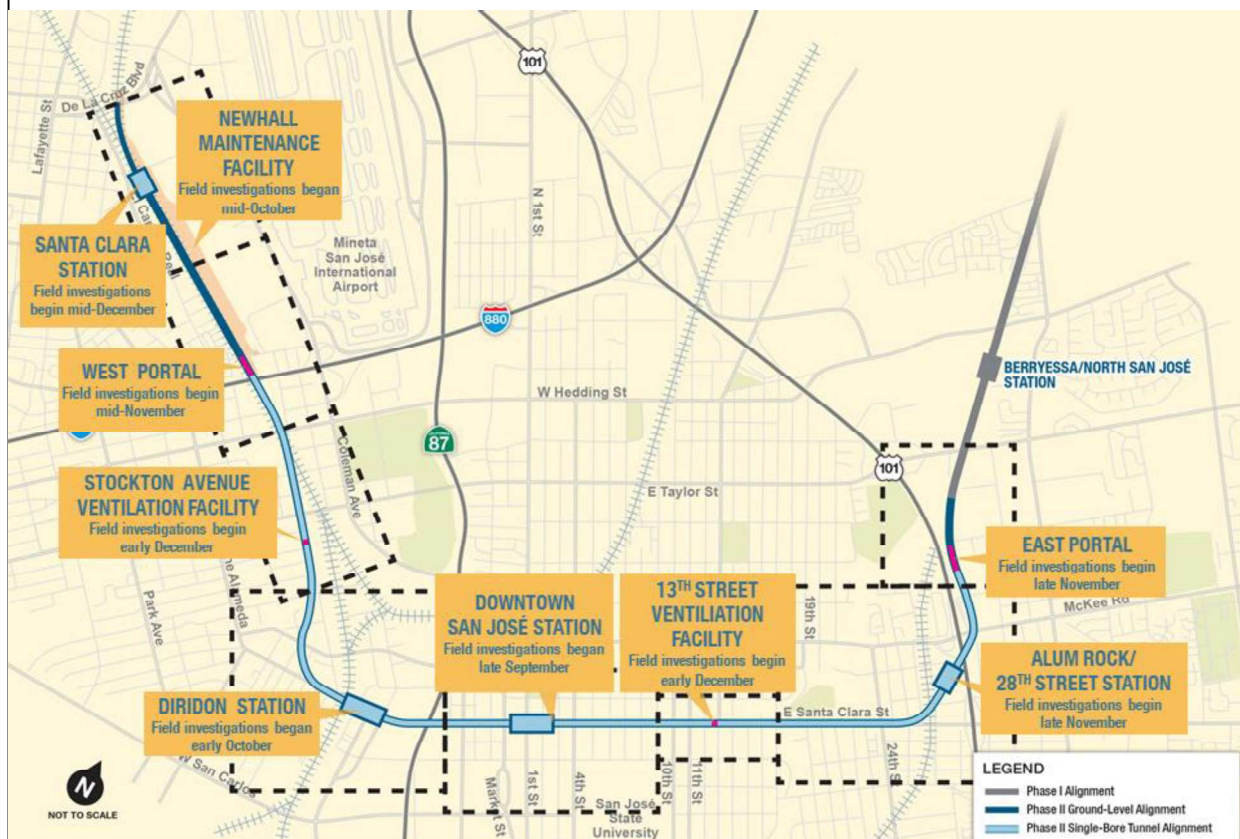 De La Cruz Blvd
Lafayette St
NEWHALL
MAINTENANCE
FACILITY
Field investigations began
mid-October
SANTA CLARA
STATION
Field investigations
begin mid-December
WEST PORTAL
Field investigations begin
mid-November
STOCKTON AVENUE
VENTILATION FACILITY
Field investigations begin
early December
DIRIDON STATION
Field investigations began
early October
DOWNTOWN
SAN JOSÉ STATION
Field investigations began
late September
13TH STREET
VENTILIATION
FACILITY
Field investigations begin
early December
EAST PORTAL
Field investigations begin
late November
ALUM ROCK/
28TH STREET STATION
Field investigations begin
late November
BERRYESSA/NORTH SAN JOSÉ
STATION
Mineta
San José
International
Airport
101
880
87
101
N 1st St
W Hedding St
E Taylor St
Coleman Ave
Park Ave
Alameda
McKee Rd
19th St
E Santa Clara St
24th St
W San Carlos
Market St
1st St
4th St
10th St
11th St
San José
State
University
N
NOT TO SCALE
LEGEND
Phase I Alignment
Phase II Ground-Level Alignment
Phase II Single-Bore Tunnel Alignment